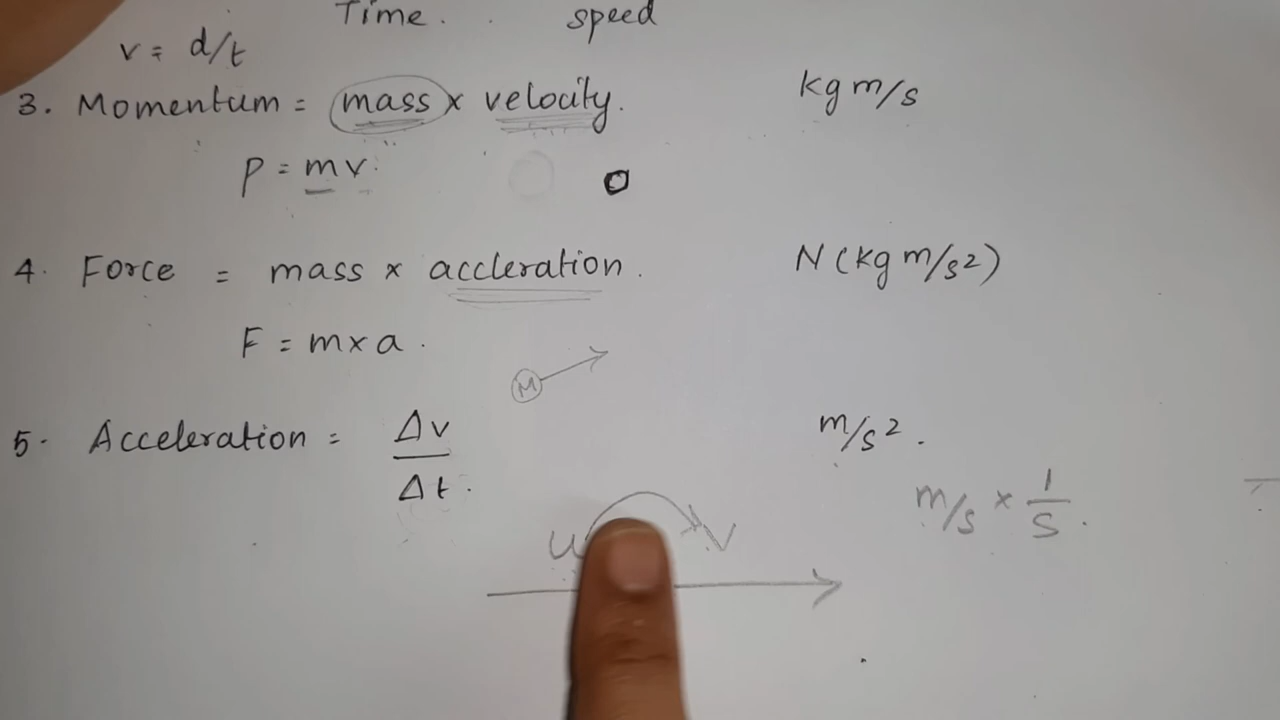 Time. speed
v = d/t
3. Momentum = mass x velocity. kg m/s
P = mv.
4. Force = mass x accleration. N (kg m/s²)
F = m x a.
M
5. Acceleration = Δv/Δt. m/s².
m/s × 1/s.
u V